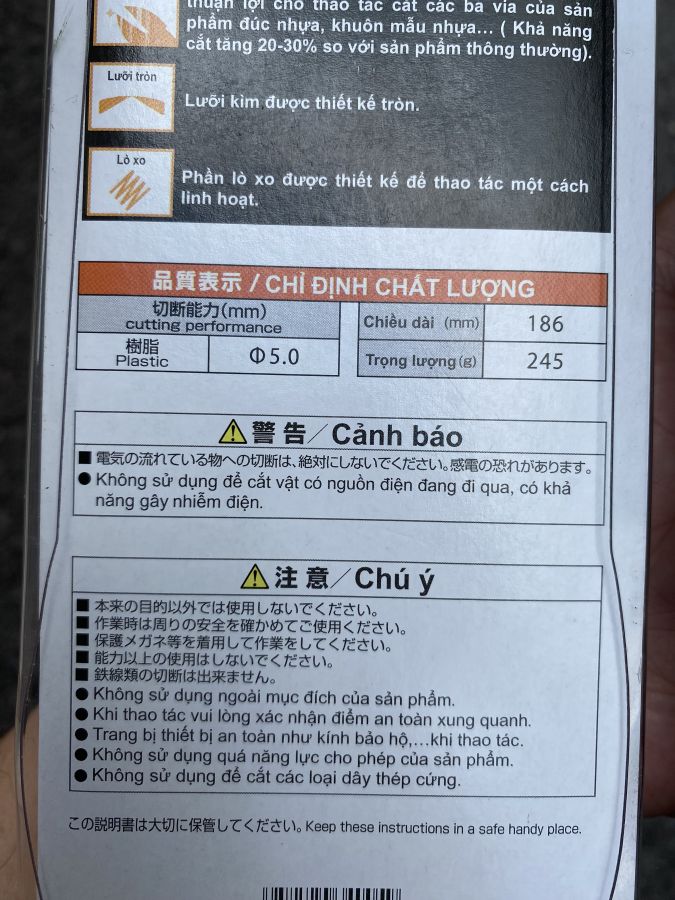 thuận lợi cho thao tác cắt các ba via của sản
phẩm đúc nhựa, khuôn mẫu nhựa... ( Khả năng
cắt tăng 20-30% so với sản phẩm thông thường).
Lưỡi tròn
Lưỡi kìm được thiết kế tròn.
Lò xo
Phần lò xo được thiết kế để thao tác một cách
linh hoạt.
品質表示 / CHỈ ĐỊNH CHẤT LƯỢNG
切断能力(mm)
cutting performance
樹脂
Plastic
Φ5.0
Chiều dài (mm) 186
Trọng lượng (g) 245
⚠ 警告／Cảnh báo
■ 電気の流れている物への切断は、絶対にしないでください。感電の恐れがあります。
● Không sử dụng để cắt vật có nguồn điện đang đi qua, có khả
năng gây nhiễm điện.
⚠ 注意／Chú ý
■ 本来の目的以外では使用しないでください。
■ 作業時は周りの安全を確かめてご使用ください。
■ 保護メガネ等を着用して作業をしてください。
■ 能力以上の使用はしないでください。
■ 鉄線類の切断は出来ません。
● Không sử dụng ngoài mục đích của sản phẩm.
● Khi thao tác vui lòng xác nhận điểm an toàn xung quanh.
● Trang bị thiết bị an toàn như kính bảo hộ,...khi thao tác.
● Không sử dụng quá năng lực cho phép của sản phẩm.
● Không sử dụng để cắt các loại dây thép cứng.
この説明書は大切に保管してください。Keep these instructions in a safe handy place.